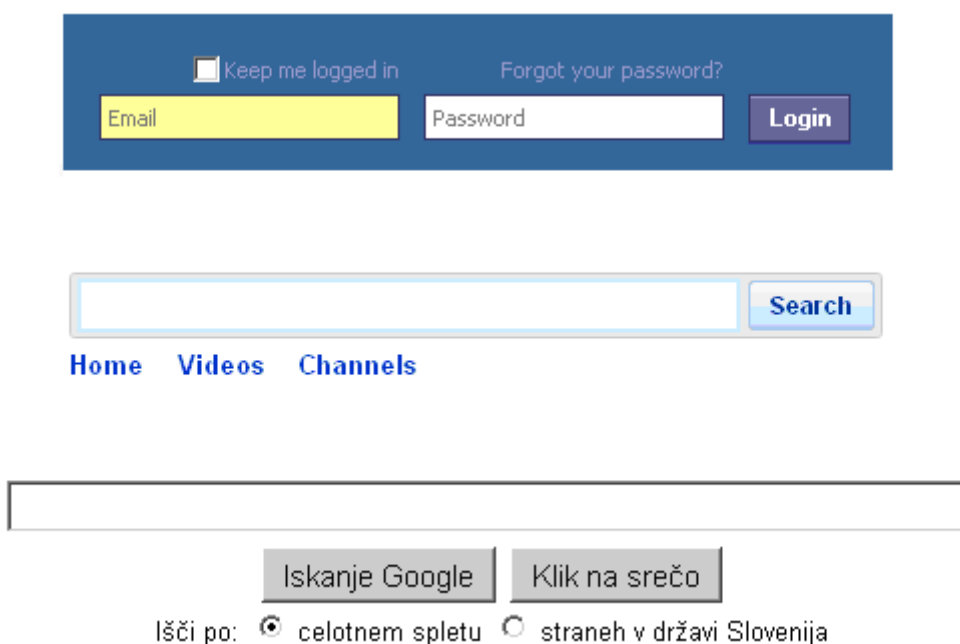 Keep me logged in Forgot your password?
Email Password Login
Search
Home Videos Channels
Iskanje Google Klik na srečo
Išči po: celotnem spletu straneh v državi Slovenija